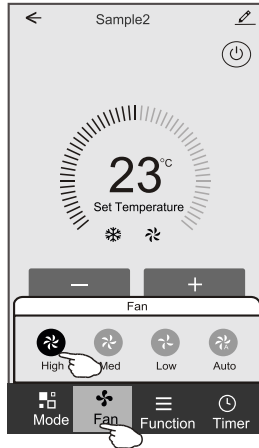 Sample2
23°C
Set Temperature
Fan
High Med Low Auto
Mode Fan Function Timer